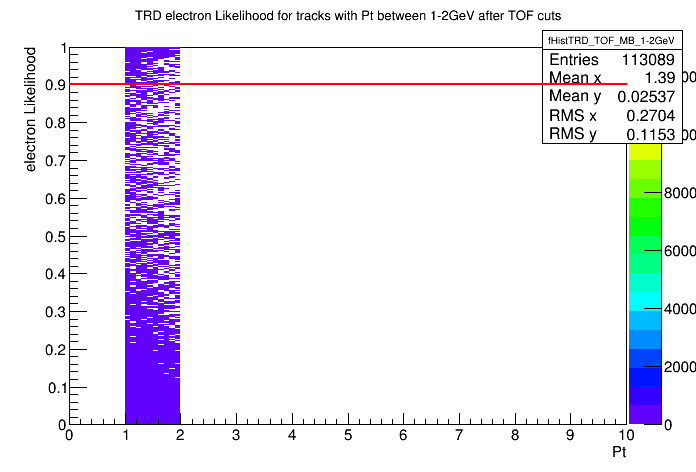 TRD electron Likelihood for tracks with Pt between 1-2GeV after TOF cuts
fHistTRD_TOF_MB_1-2GeV
Entries 113089
Mean x 1.39
Mean y 0.02537
RMS x 0.2704
RMS y 0.1153
electron Likelihood
1
0.9
0.8
0.7
0.6
0.5
0.4
0.3
0.2
0.1
0
0 1 2 3 4 5 6 7 8 9 10
Pt
8000
6000
4000
2000
0